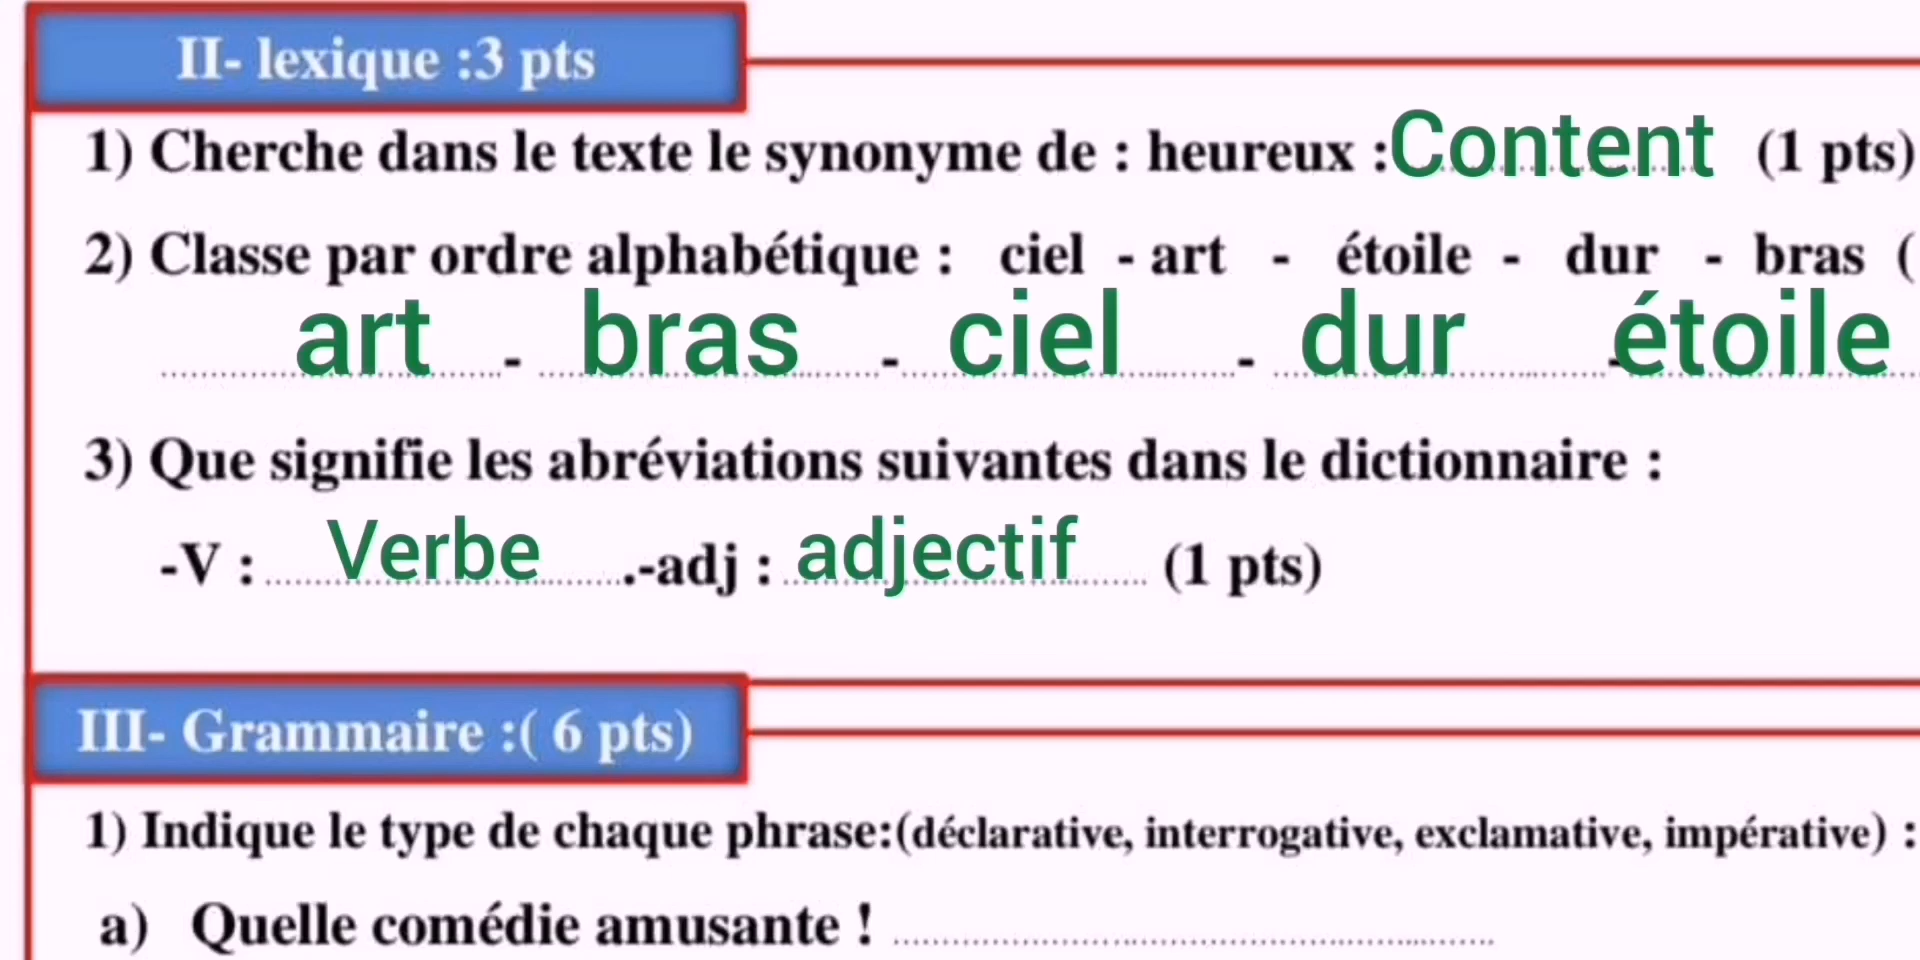 II- lexique :3 pts
1) Cherche dans le texte le synonyme de : heureux :Content (1 pts)
2) Classe par ordre alphabétique : ciel - art - étoile - dur - bras (
art - bras - ciel - dur - étoile
3) Que signifie les abréviations suivantes dans le dictionnaire :
-V : Verbe .-adj : adjectif (1 pts)
III- Grammaire :( 6 pts)
1) Indique le type de chaque phrase:(déclarative, interrogative, exclamative, impérative) :
a) Quelle comédie amusante !